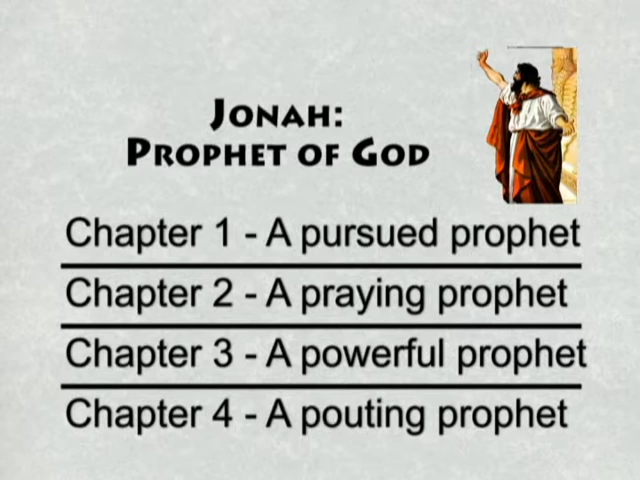 Jonah:
Prophet of God
Chapter 1 - A pursued prophet
Chapter 2 - A praying prophet
Chapter 3 - A powerful prophet
Chapter 4 - A pouting prophet